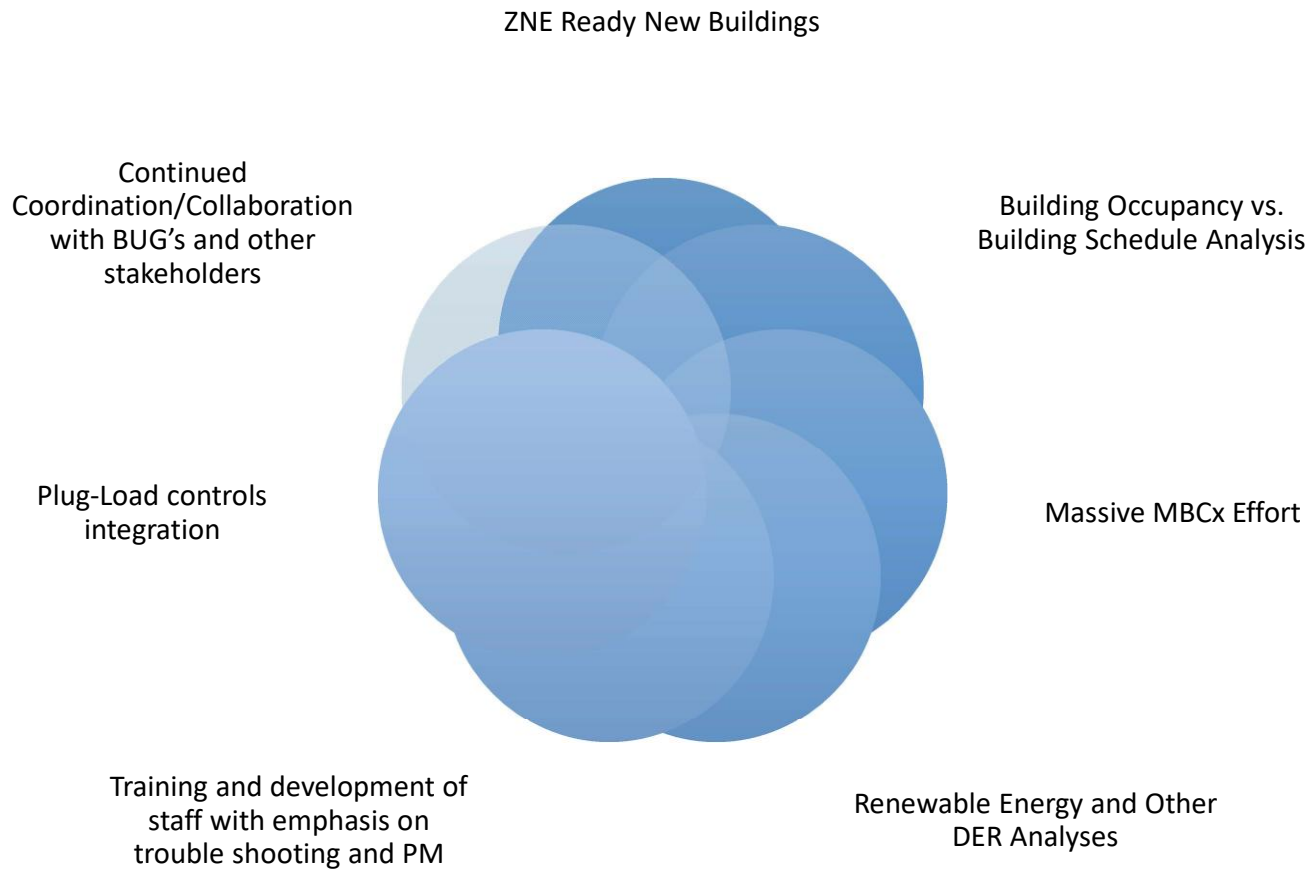 ZNE Ready New Buildings
Continued
Coordination/Collaboration
with BUG’s and other
stakeholders
Building Occupancy vs.
Building Schedule Analysis
Plug-Load controls
integration
Massive MBCx Effort
Training and development of
staff with emphasis on
trouble shooting and PM
Renewable Energy and Other
DER Analyses